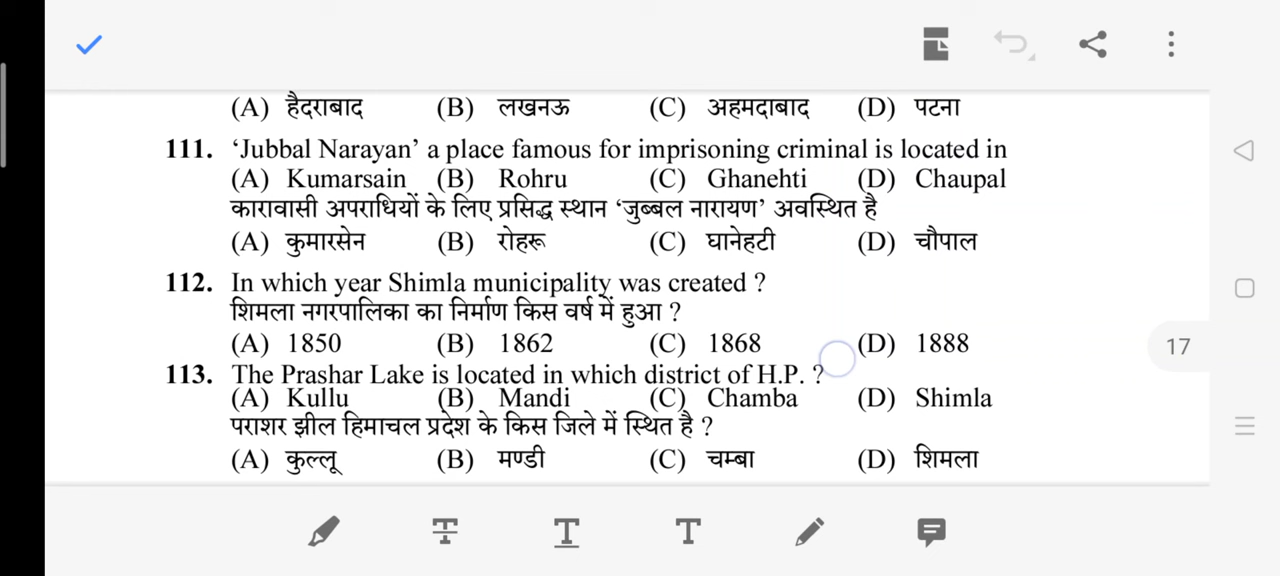 (A) हैदराबाद (B) लखनऊ (C) अहमदाबाद (D) पटना
111. ‘Jubbal Narayan’ a place famous for imprisoning criminal is located in
(A) Kumarsain (B) Rohru (C) Ghanehti (D) Chaupal
कारावासी अपराधियों के लिए प्रसिद्ध स्थान ‘जुब्बल नारायण’ अवस्थित है
(A) कुमारसेन (B) रोहरू (C) घानेहटी (D) चौपाल
112. In which year Shimla municipality was created ?
शिमला नगरपालिका का निर्माण किस वर्ष में हुआ ?
(A) 1850 (B) 1862 (C) 1868 (D) 1888
17
113. The Prashar Lake is located in which district of H.P. ?
(A) Kullu (B) Mandi (C) Chamba (D) Shimla
पराशर झील हिमाचल प्रदेश के किस जिले में स्थित है ?
(A) कुल्लू (B) मण्डी (C) चम्बा (D) शिमला